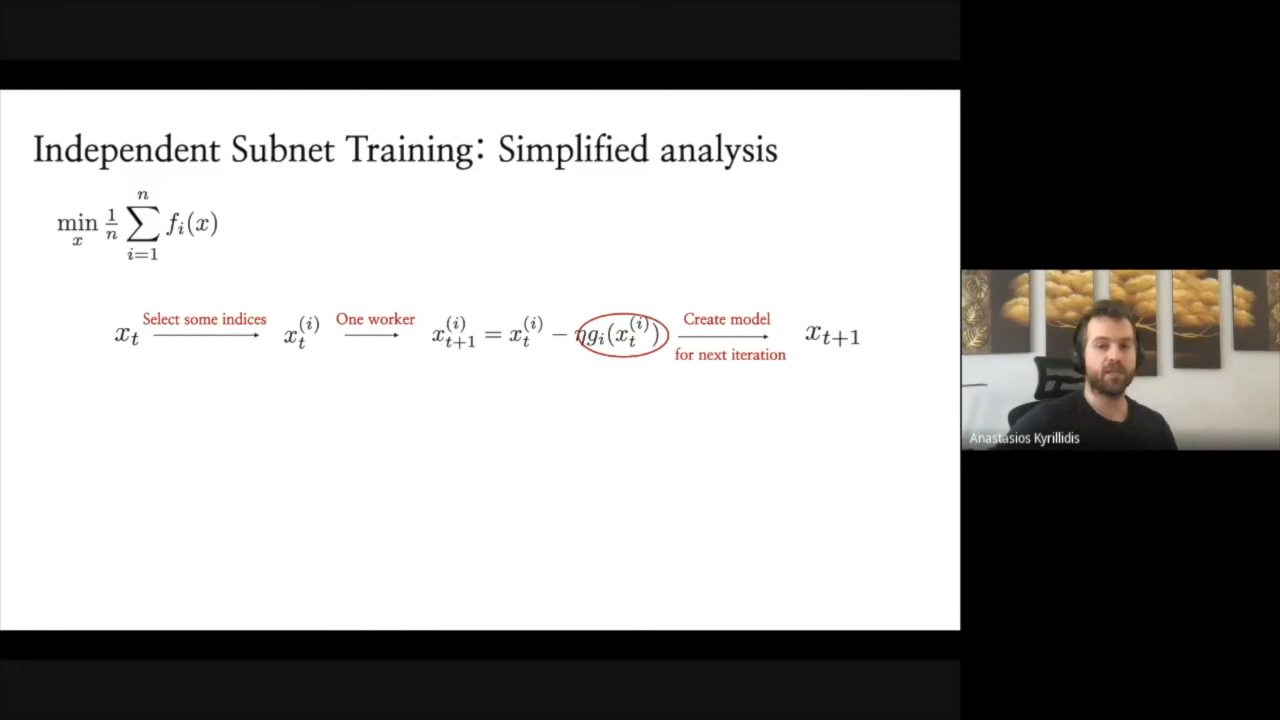 Independent Subnet Training: Simplified analysis
min_x 1/n ∑_{i=1}^{n} f_i(x)
x_t Select some indices x_t^{(i)} One worker x_{t+1}^{(i)} = x_t^{(i)} − ηg_i(x_t^{(i)}) Create model for next iteration x_{t+1}
Anastasios Kyrillidis